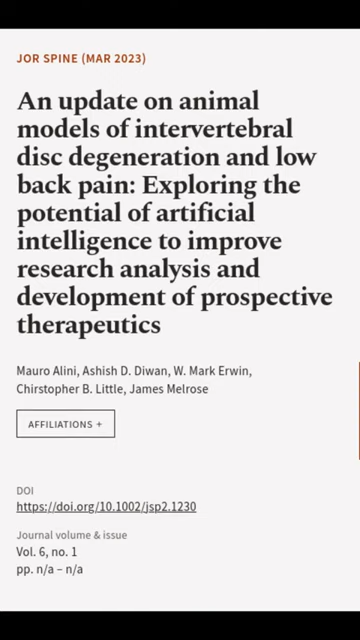 JOR SPINE (MAR 2023)
An update on animal
models of intervertebral
disc degeneration and low
back pain: Exploring the
potential of artificial
intelligence to improve
research analysis and
development of prospective
therapeutics
Mauro Alini, Ashish D. Diwan, W. Mark Erwin,
Chirstopher B. Little, James Melrose
AFFILIATIONS +
DOI
https://doi.org/10.1002/jsp2.1230
Journal volume & issue
Vol. 6, no. 1
pp. n/a – n/a